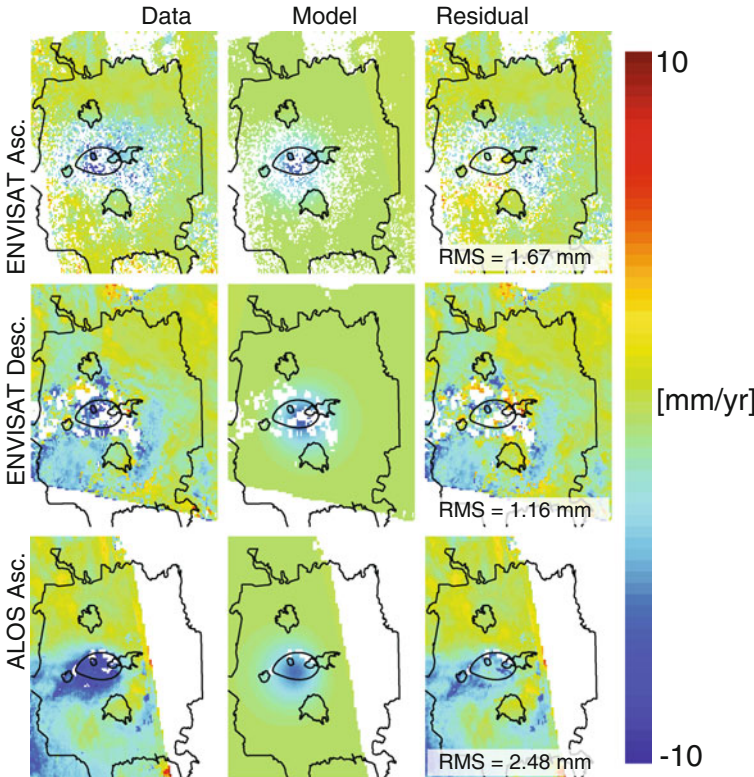 Data Model Residual
10
ENVISAT Asc.
RMS = 1.67 mm
ENVISAT Desc.
[mm/yr]
RMS = 1.16 mm
ALOS Asc.
RMS = 2.48 mm
-10